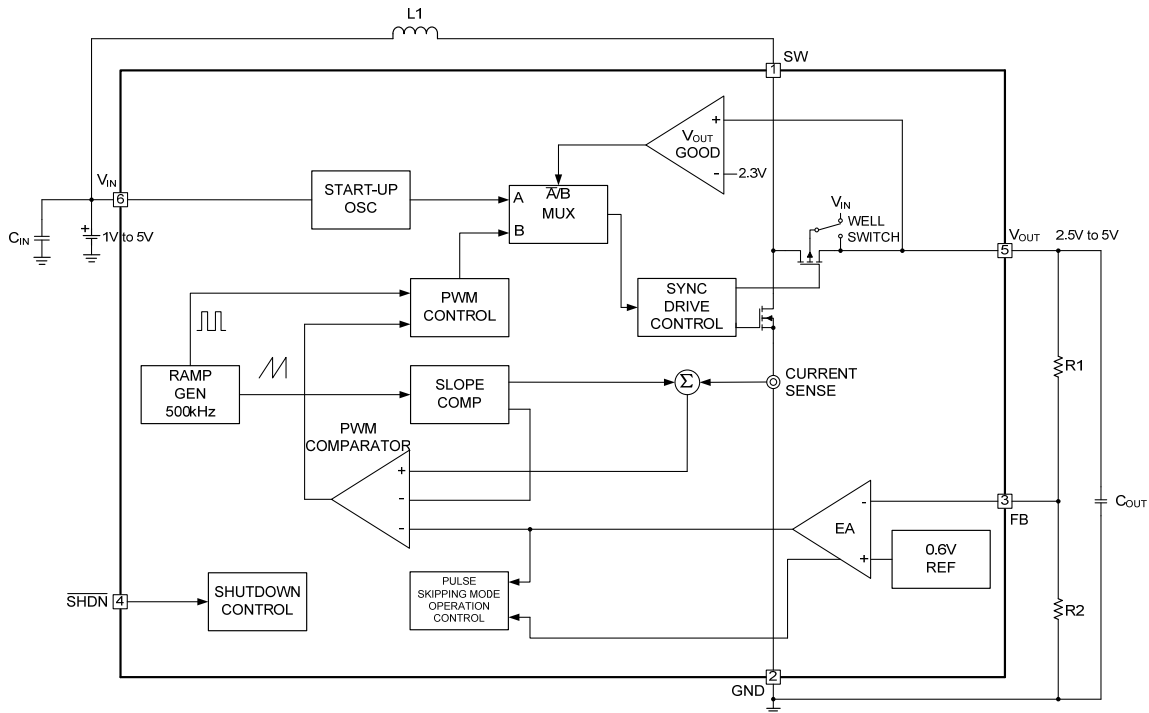 L1
SW
1
VOUT
GOOD
+
-
2.3V
VIN
6
START-UP
OSC
A
B
A̅/B
MUX
VIN
WELL
SWITCH
VOUT 2.5V to 5V
5
CIN
+
1V to 5V
PWM
CONTROL
SYNC
DRIVE
CONTROL
RAMP
GEN
500kHz
SLOPE
COMP
Σ
CURRENT
SENSE
R1
PWM
COMPARATOR
+
-
-
EA
-
+
3
FB
COUT
0.6V
REF
SHDN
4
SHUTDOWN
CONTROL
PULSE
SKIPPING MODE
OPERATION
CONTROL
R2
2
GND